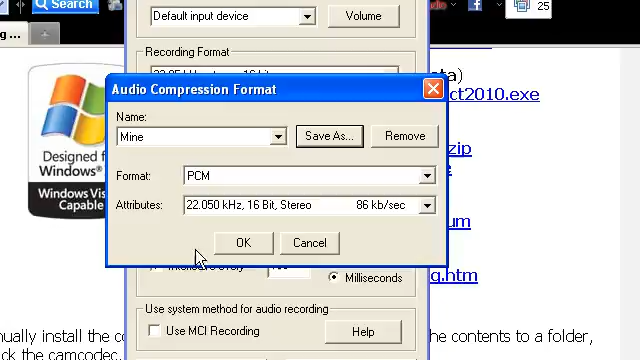 Search
25
Default input device
Volume
Recording Format
Audio Compression Format
ata)
ct2010.exe
Name:
Mine
Save As...
Remove
zip
Designed for
Windows
Windows Vis
Capable
Format:
PCM
Attributes:
22.050 kHz, 16 Bit, Stereo 86 kb/sec
um
OK
Cancel
Milliseconds
g.htm
Use system method for audio recording
Use MCI Recording
Help
nually install the co
the contents to a folder,
ck the camcodec.